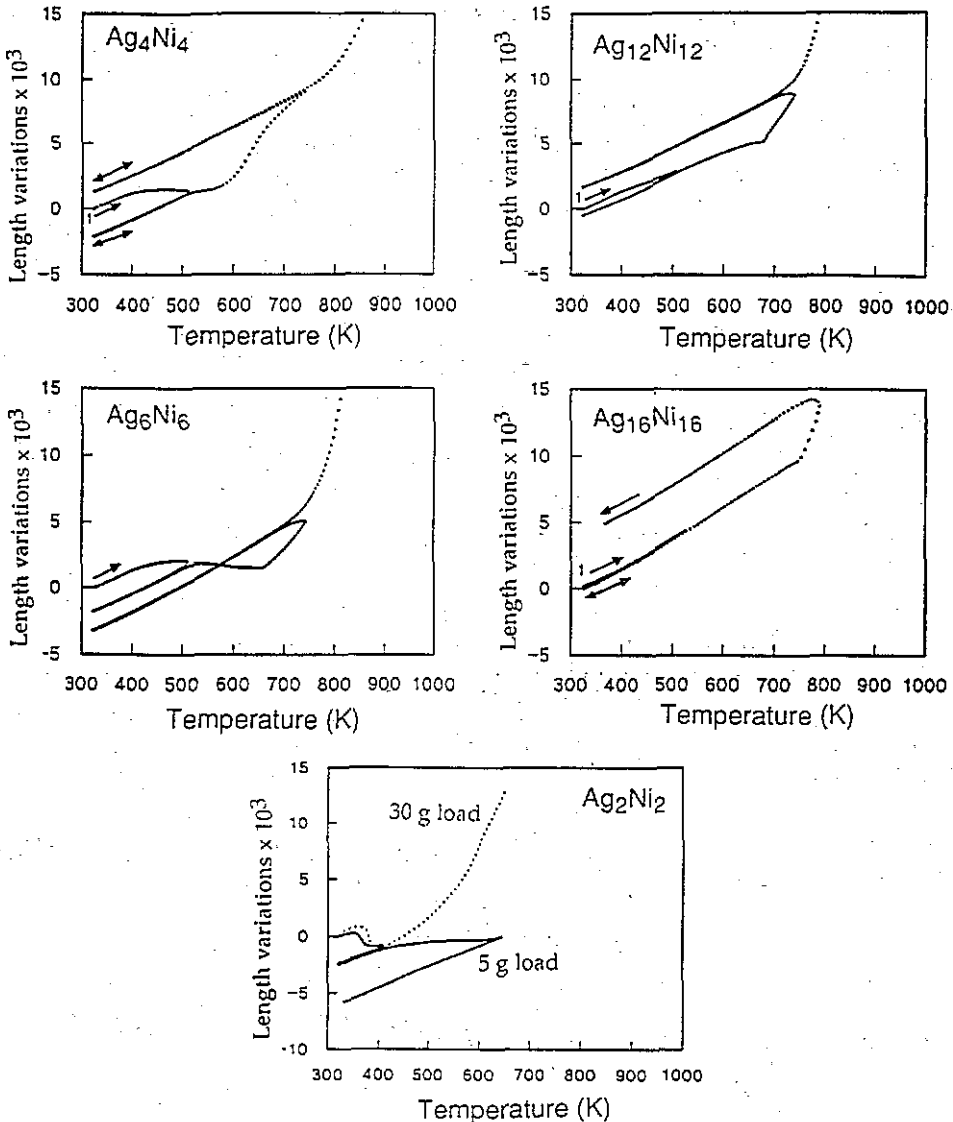 Ag4Ni4
Length variations x 10³
15
10
5
0
-5
1
300 400 500 600 700 800 900 1000
Temperature (K)
Ag12Ni12
Length variations x 10³
15
10
5
0
-5
1
300 400 500 600 700 800 900 1000
Temperature (K)
Ag6Ni6
Length variations x 10³
15
10
5
0
-5
300 400 500 600 700 800 900 1000
Temperature (K)
Ag16Ni16
Length variations x 10³
15
10
5
0
-5
1
300 400 500 600 700 800 900 1000
Temperature (K)
Ag2Ni2
Length variations x 10³
15
10
5
0
-5
-10
30 g load
5 g load
300 400 500 600 700 800 900 1000
Temperature (K)